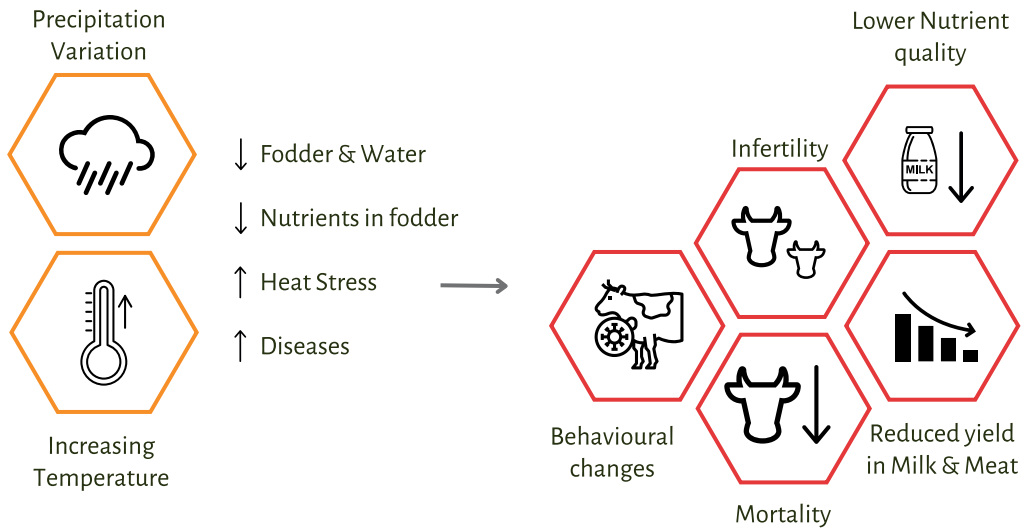 Precipitation
Variation
Increasing
Temperature
↓ Fodder & Water
↓ Nutrients in fodder
↑ Heat Stress
↑ Diseases
Lower Nutrient
quality
MILK
Infertility
Behavioural
changes
Mortality
Reduced yield
in Milk & Meat